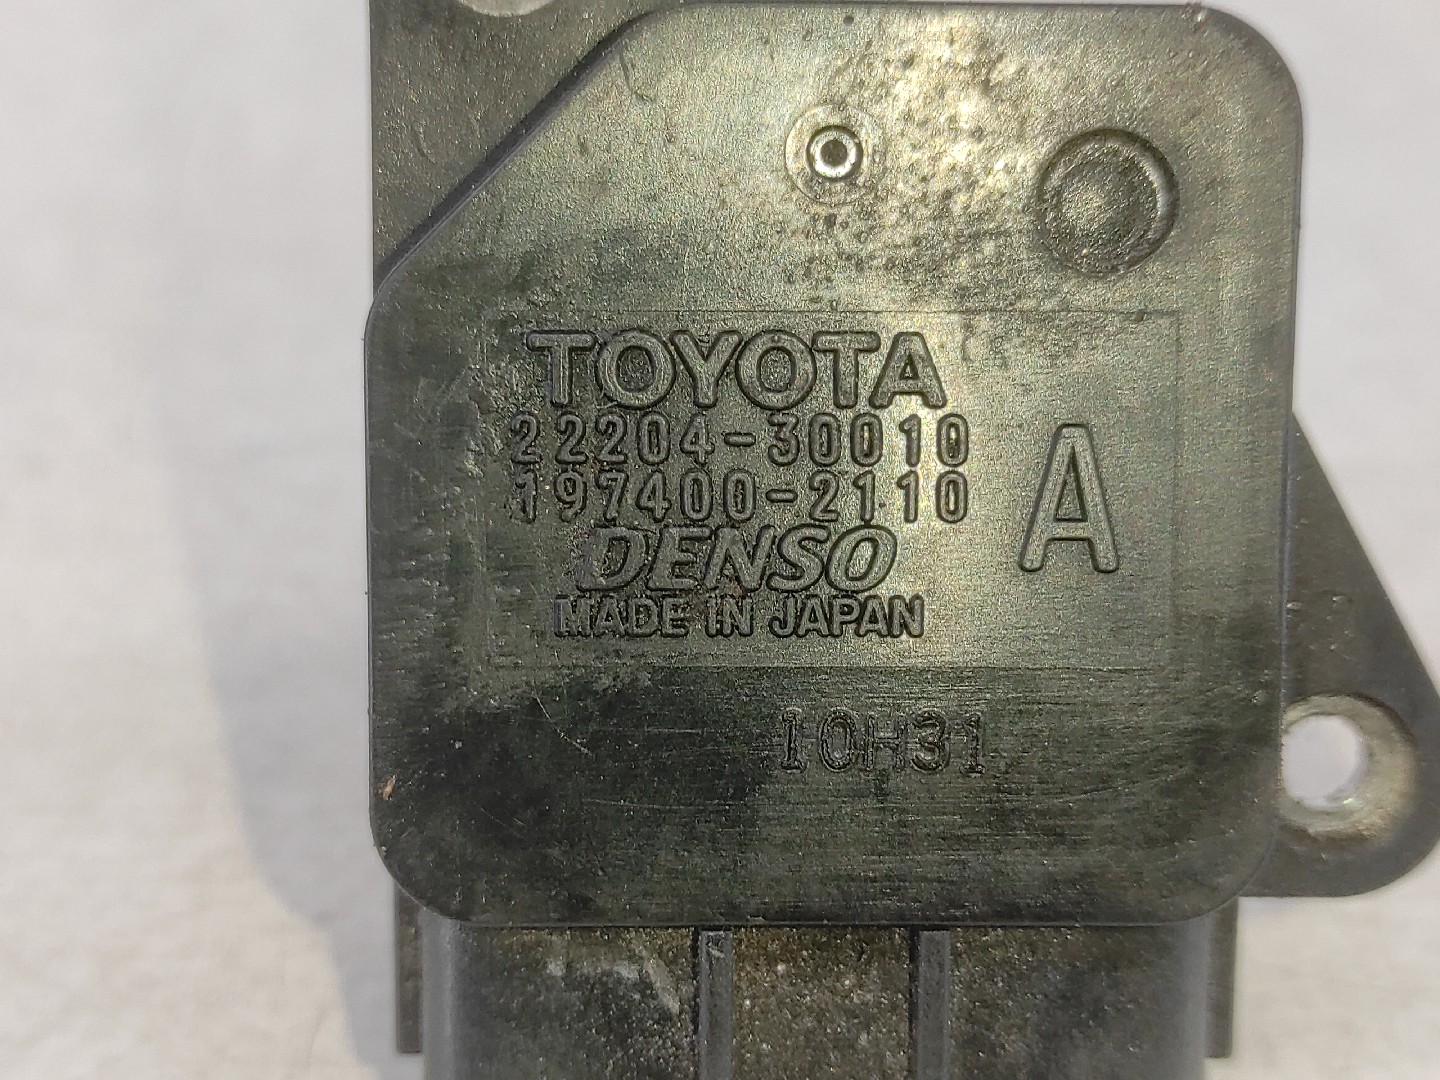 TOYOTA
22204-30010
197400-2110
A
DENSO
MADE IN JAPAN
10H31